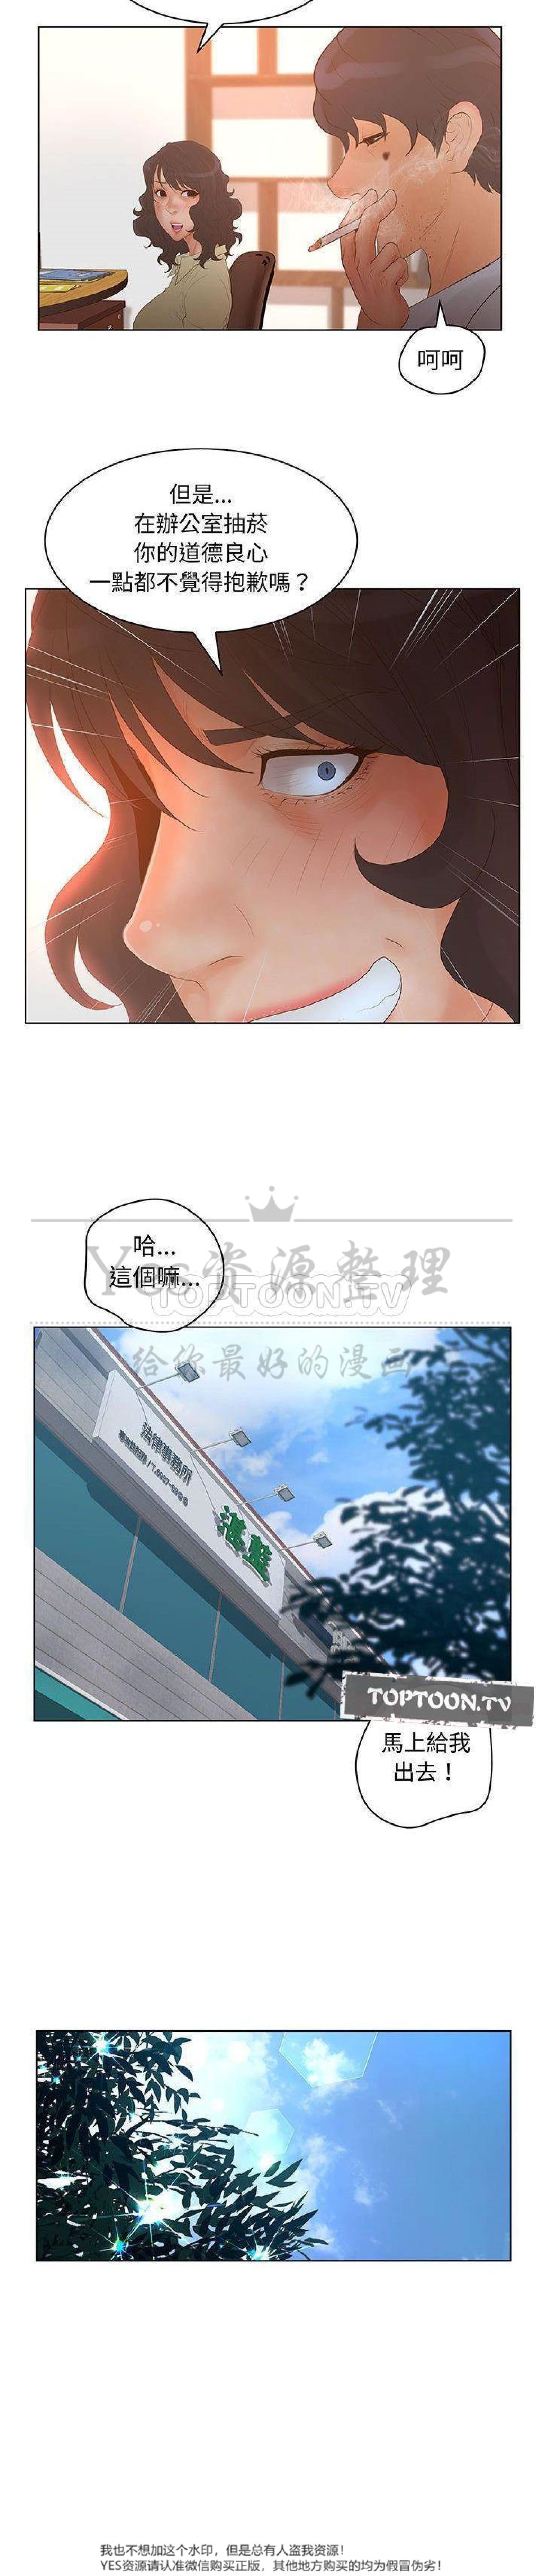 呵呵
但是...
在辦公室抽菸
你的道德良心
一點都不覺得抱歉嗎？
哈...
這個嘛...
Yes资源整理
TOPTOON.TV
给你最好的漫画
法律事務所
湛藍
TOPTOON.TV
馬上給我
出去！
我也不想加这个水印，但是总有人盗我资源！
YES资源请认准微信购买正版，其他地方购买的均为假冒伪劣！